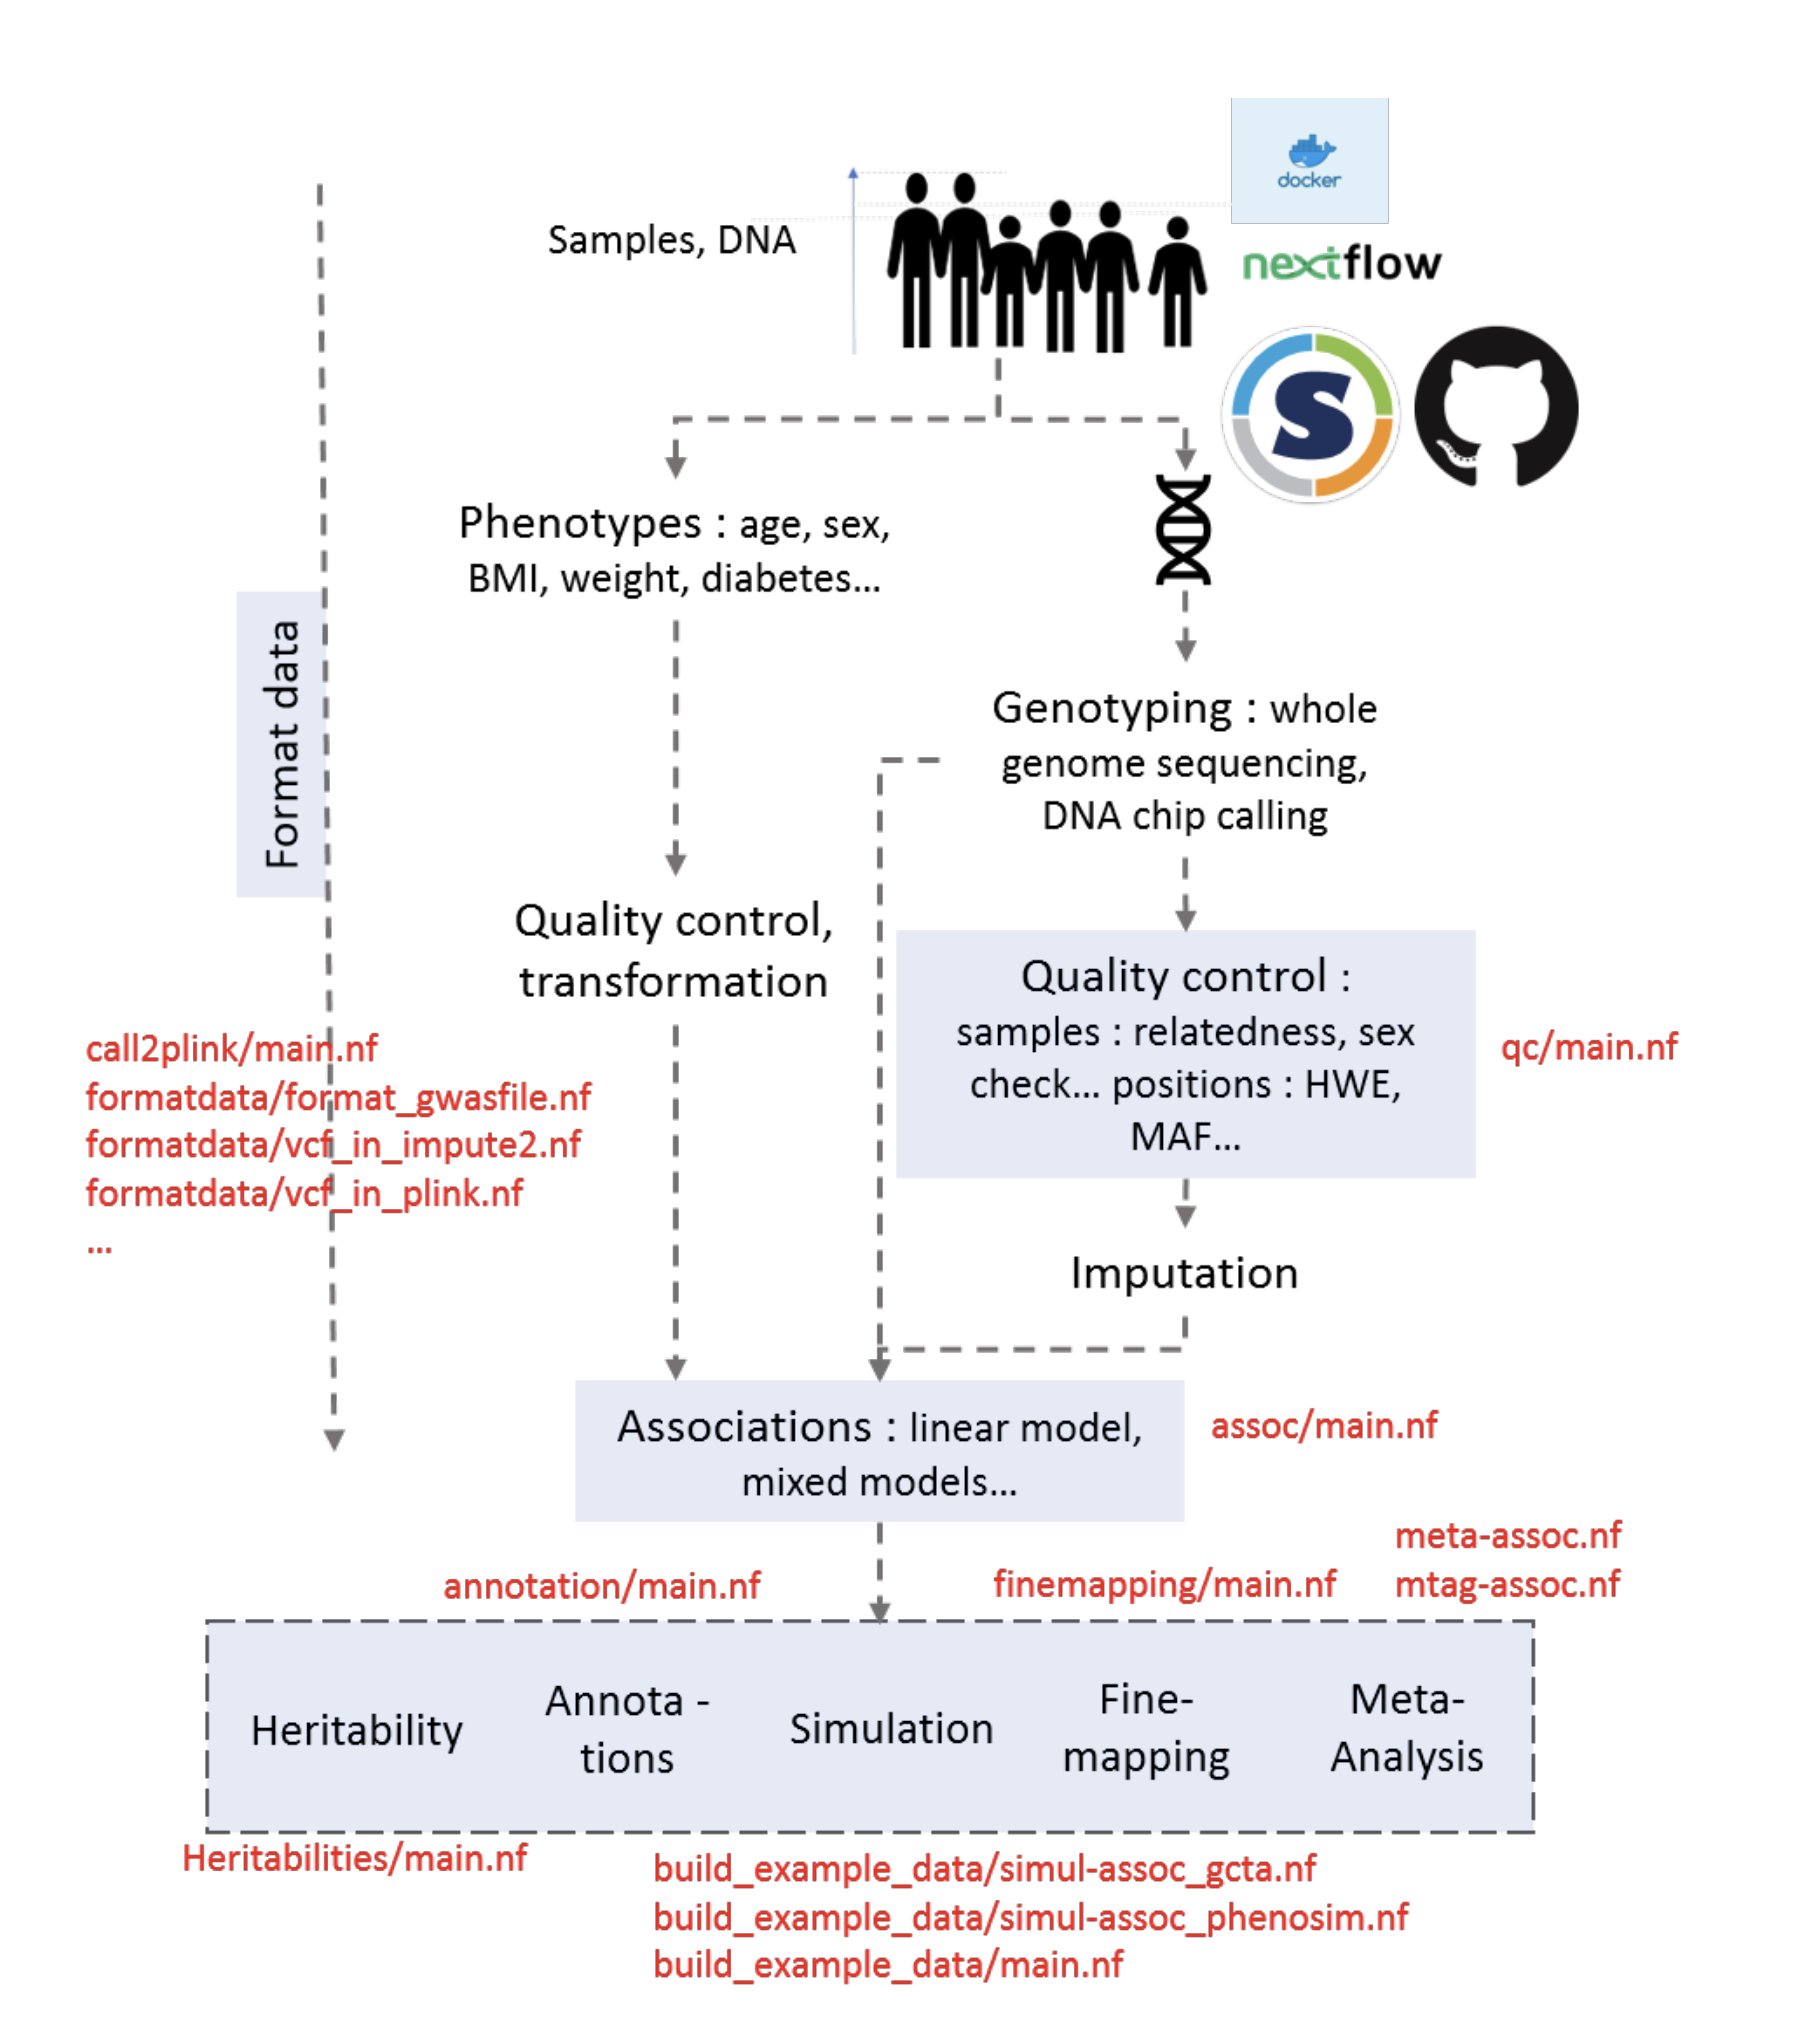 docker
Samples, DNA
nextflow
S
Phenotypes : age, sex,
BMI, weight, diabetes...
Format data
Genotyping : whole
genome sequencing,
DNA chip calling
Quality control,
transformation
Quality control :
samples : relatedness, sex
check... positions : HWE,
MAF...
qc/main.nf
call2plink/main.nf
formatdata/format_gwasfile.nf
formatdata/vcf_in_impute2.nf
formatdata/vcf_in_plink.nf
...
Imputation
Associations : linear model,
mixed models...
assoc/main.nf
meta-assoc.nf
mtag-assoc.nf
annotation/main.nf
finemapping/main.nf
Heritability
Annota -
tions
Simulation
Fine-
mapping
Meta-
Analysis
Heritabilities/main.nf
build_example_data/simul-assoc_gcta.nf
build_example_data/simul-assoc_phenosim.nf
build_example_data/main.nf